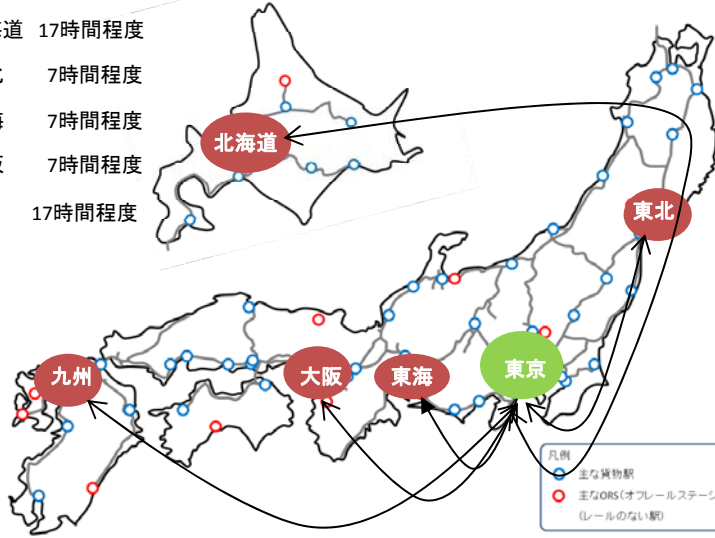 道 17時間程度
7時間程度
7時間程度
7時間程度
17時間程度
北海道
東北
九州
大阪
東海
東京
凡例
主な貨物駅
主なORS(オフレールステーシ
(レールのない駅)